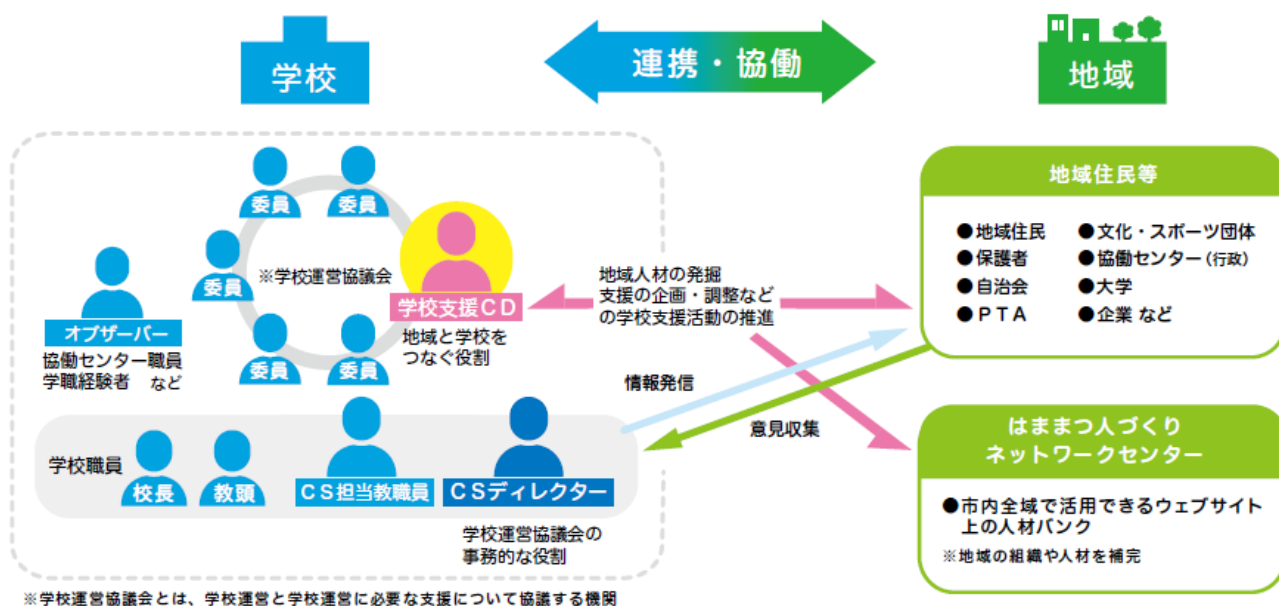 学校
連携・協働
地域
委員
委員
委員
※学校運営協議会
委員
委員
学校支援CD
地域と学校を
つなぐ役割
オブザーバー
協働センター職員
学職経験者 など
地域人材の発掘
支援の企画・調整など
の学校支援活動の推進
情報発信
意見収集
学校職員
校長
教頭
CS担当教職員
CSディレクター
学校運営協議会の
事務的な役割
地域住民等
●地域住民 ●文化・スポーツ団体
●保護者 ●協働センター(行政)
●自治会 ●大学
●PTA ●企業 など
はままつ人づくり
ネットワークセンター
●市内全域で活用できるウェブサイト
上の人材バンク
※地域の組織や人材を補完
※学校運営協議会とは、学校運営と学校運営に必要な支援について協議する機関